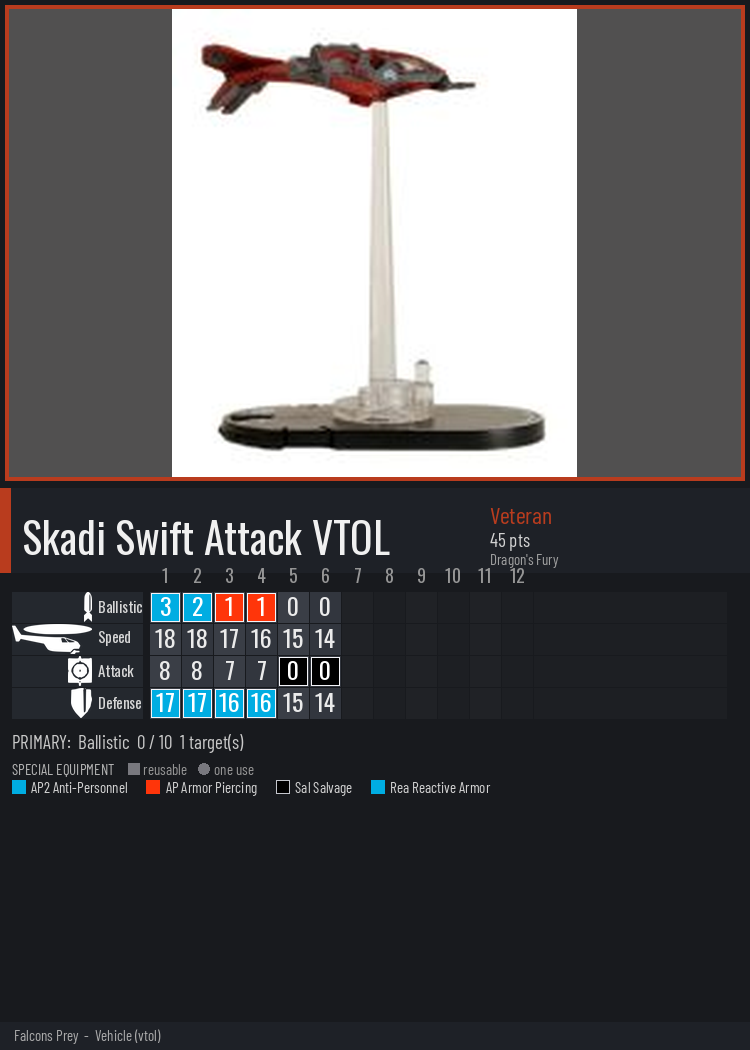 Skadi Swift Attack VTOL
Veteran
45 pts
Dragon's Fury
1 2 3 4 5 6 7 8 9 10 11 12
Ballistic 3 2 1 1 0 0
Speed 18 18 17 16 15 14
Attack 8 8 7 7 0 0
Defense 17 17 16 16 15 14
PRIMARY: Ballistic 0 / 10 1 target(s)
SPECIAL EQUIPMENT reusable one use
AP2 Anti-Personnel AP Armor Piercing Sal Salvage Rea Reactive Armor
Falcons Prey - Vehicle (vtol)